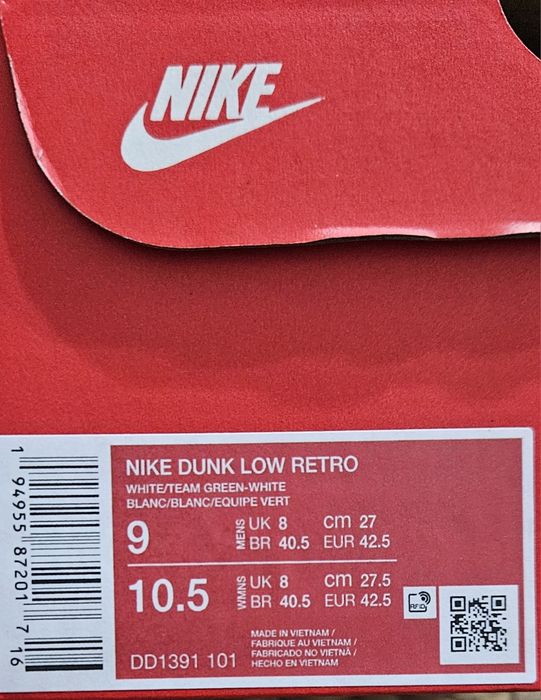 NIKE
NIKE DUNK LOW RETRO
WHITE/TEAM GREEN-WHITE
BLANC/BLANC/EQUIPE VERT
9 MENS UK 8 cm 27
BR 40.5 EUR 42.5
10.5 WMNS UK 8 cm 27.5
BR 40.5 EUR 42.5
RFID
MADE IN VIETNAM /
FABRIQUE AU VIETNAM /
FABRICADO NO VIETNÃ /
DD1391 101 HECHO EN VIETNAM
1 94955 87201 7 16